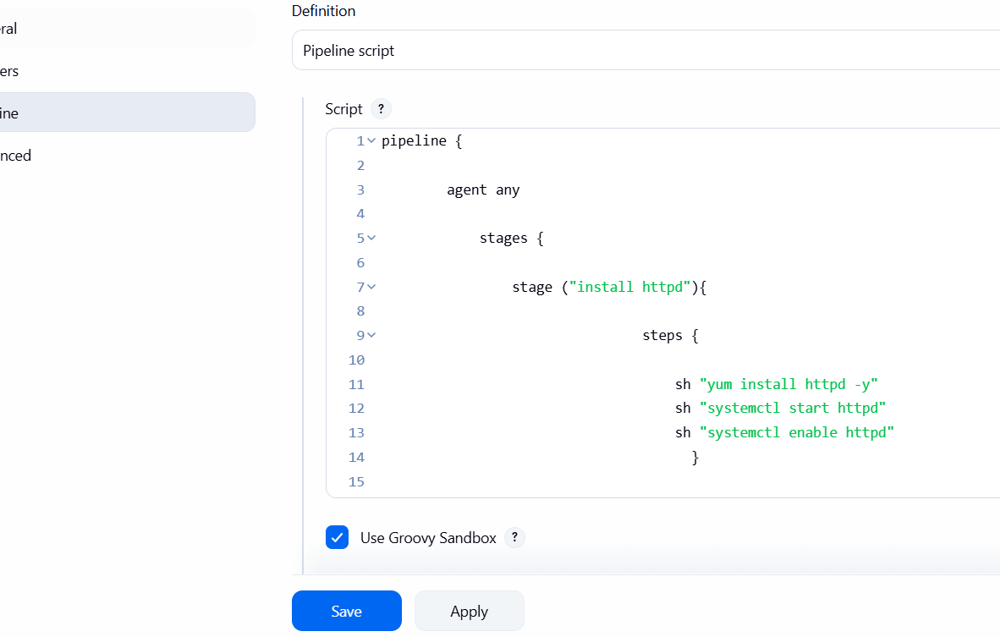 Definition
ral
Pipeline script
ers
Script ?
ine
1 pipeline {
2
nced
3 agent any
4
5 stages {
6
7 stage ("install httpd"){
8
9 steps {
10
11 sh "yum install httpd -y"
12 sh "systemctl start httpd"
13 sh "systemctl enable httpd"
14 }
15
Use Groovy Sandbox ?
Save Apply